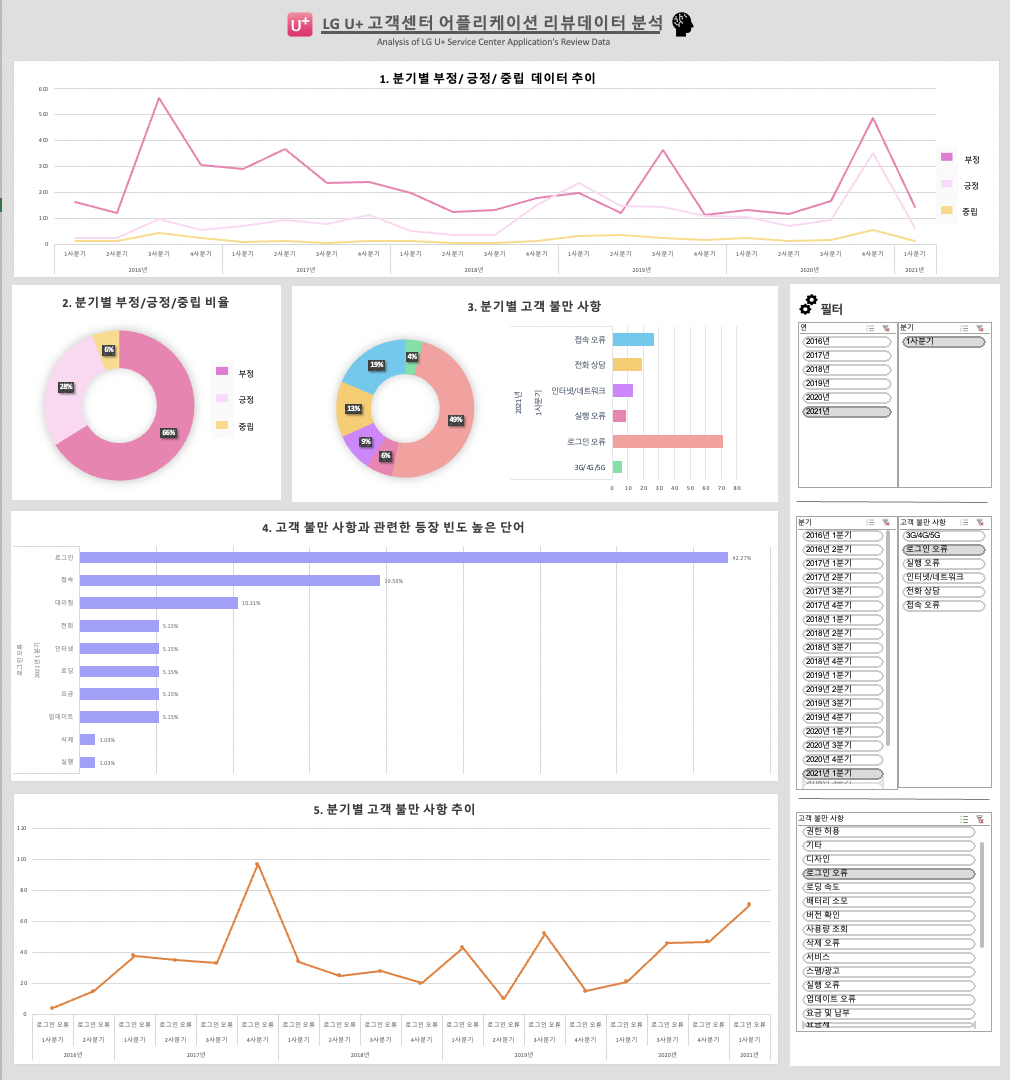 U+ LG U+ 고객센터 어플리케이션 리뷰데이터 분석
Analysis of LG U+ Service Center Application's Review Data
1. 분기별 부정/ 긍정/ 중립 데이터 추이
600
500
400
300
200
100
0
1사분기 2사분기 3사분기 4사분기 1사분기 2사분기 3사분기 4사분기 1사분기 2사분기 3사분기 4사분기 1사분기 2사분기 3사분기 4사분기 1사분기 2사분기 3사분기 4사분기 1사분기
2016년 2017년 2018년 2019년 2020년 2021년
부정
긍정
중립
2. 분기별 부정/긍정/중립 비율
6%
28%
66%
부정
긍정
중립
3. 분기별 고객 불만 사항
4%
19%
13%
9%
6%
49%
2021년
1사분기
접속 오류
전화 상담
인터넷/네트워크
실행 오류
로그인 오류
3G/4G/5G
0 10 20 30 40 50 60 70 80
필터
연 분기
2016년 1사분기
2017년
2018년
2019년
2020년
2021년
4. 고객 불만 사항과 관련한 등장 빈도 높은 단어
로그인 오류
2021년 1분기
로그인 42.27%
접속 19.59%
대리점 10.31%
전화 5.15%
인터넷 5.15%
로딩 5.15%
요금 5.15%
업데이트 5.15%
삭제 1.03%
실행 1.03%
분기 고객 불만 사항
2016년 1분기 3G/4G/5G
2016년 2분기 로그인 오류
2017년 1분기 실행 오류
2017년 2분기 인터넷/네트워크
2017년 3분기 전화 상담
2017년 4분기 접속 오류
2018년 1분기
2018년 2분기
2018년 3분기
2018년 4분기
2019년 1분기
2019년 2분기
2019년 3분기
2019년 4분기
2020년 1분기
2020년 3분기
2020년 4분기
2021년 1분기
5. 분기별 고객 불만 사항 추이
120
100
80
60
40
20
0
로그인 오류 로그인 오류 로그인 오류 로그인 오류 로그인 오류 로그인 오류 로그인 오류 로그인 오류 로그인 오류 로그인 오류 로그인 오류 로그인 오류 로그인 오류 로그인 오류 로그인 오류 로그인 오류 로그인 오류 로그인 오류
1사분기 2사분기 1사분기 2사분기 3사분기 4사분기 1사분기 2사분기 3사분기 4사분기 1사분기 2사분기 3사분기 4사분기 1사분기 3사분기 4사분기 1사분기
2016년 2017년 2018년 2019년 2020년 2021년
고객 불만 사항
권한 허용
기타
디자인
로그인 오류
로딩 속도
배터리 소모
버전 확인
사용량 조회
삭제 오류
서비스
스팸/광고
실행 오류
업데이트 오류
요금 및 납부
요금제